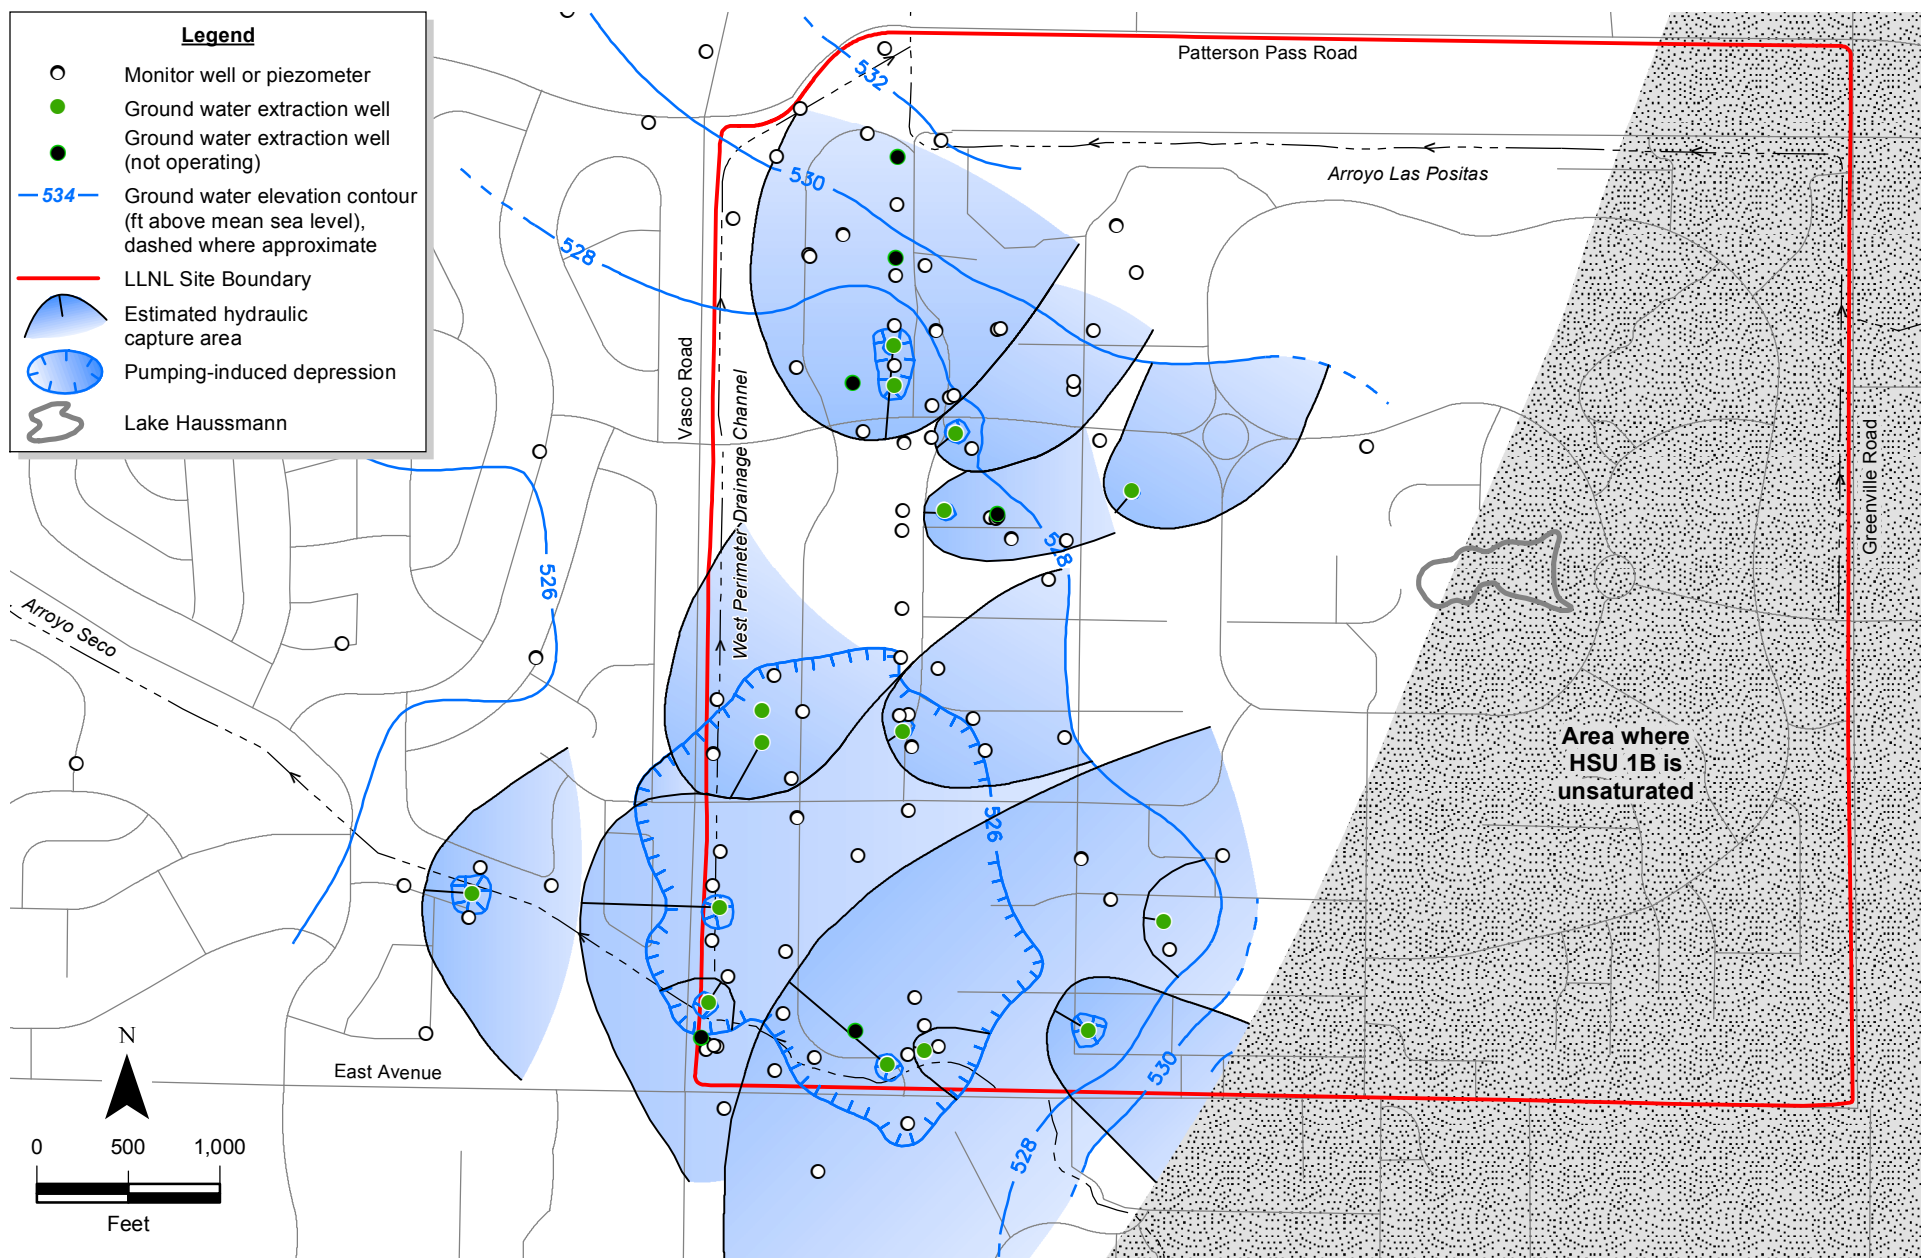 Legend
Monitor well or piezometer
Ground water extraction well
Ground water extraction well
(not operating)
534
Ground water elevation contour
(ft above mean sea level),
dashed where approximate
LLNL Site Boundary
Estimated hydraulic
capture area
Pumping-induced depression
Lake Haussmann
Patterson Pass Road
532
Arroyo Las Positas
530
528
Vasco Road
West Perimeter Drainage Channel
Greenville Road
526
528
Arroyo Seco
Area where
HSU 1B is
unsaturated
526
530
528
East Avenue
N
0 500 1,000
Feet